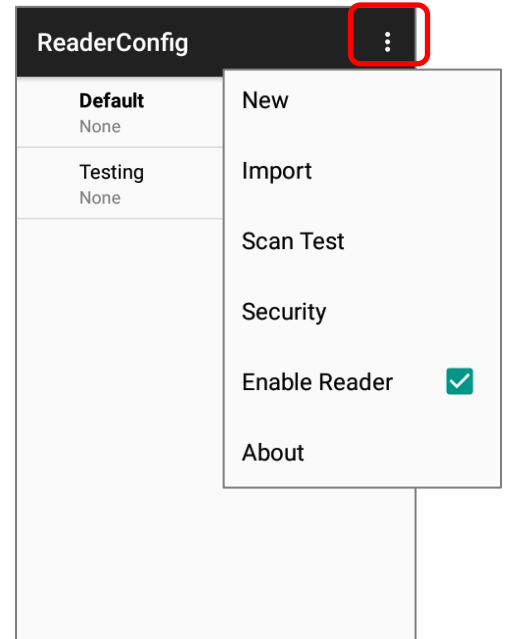 ReaderConfig
Default
None
Testing
None
New
Import
Scan Test
Security
Enable Reader
About